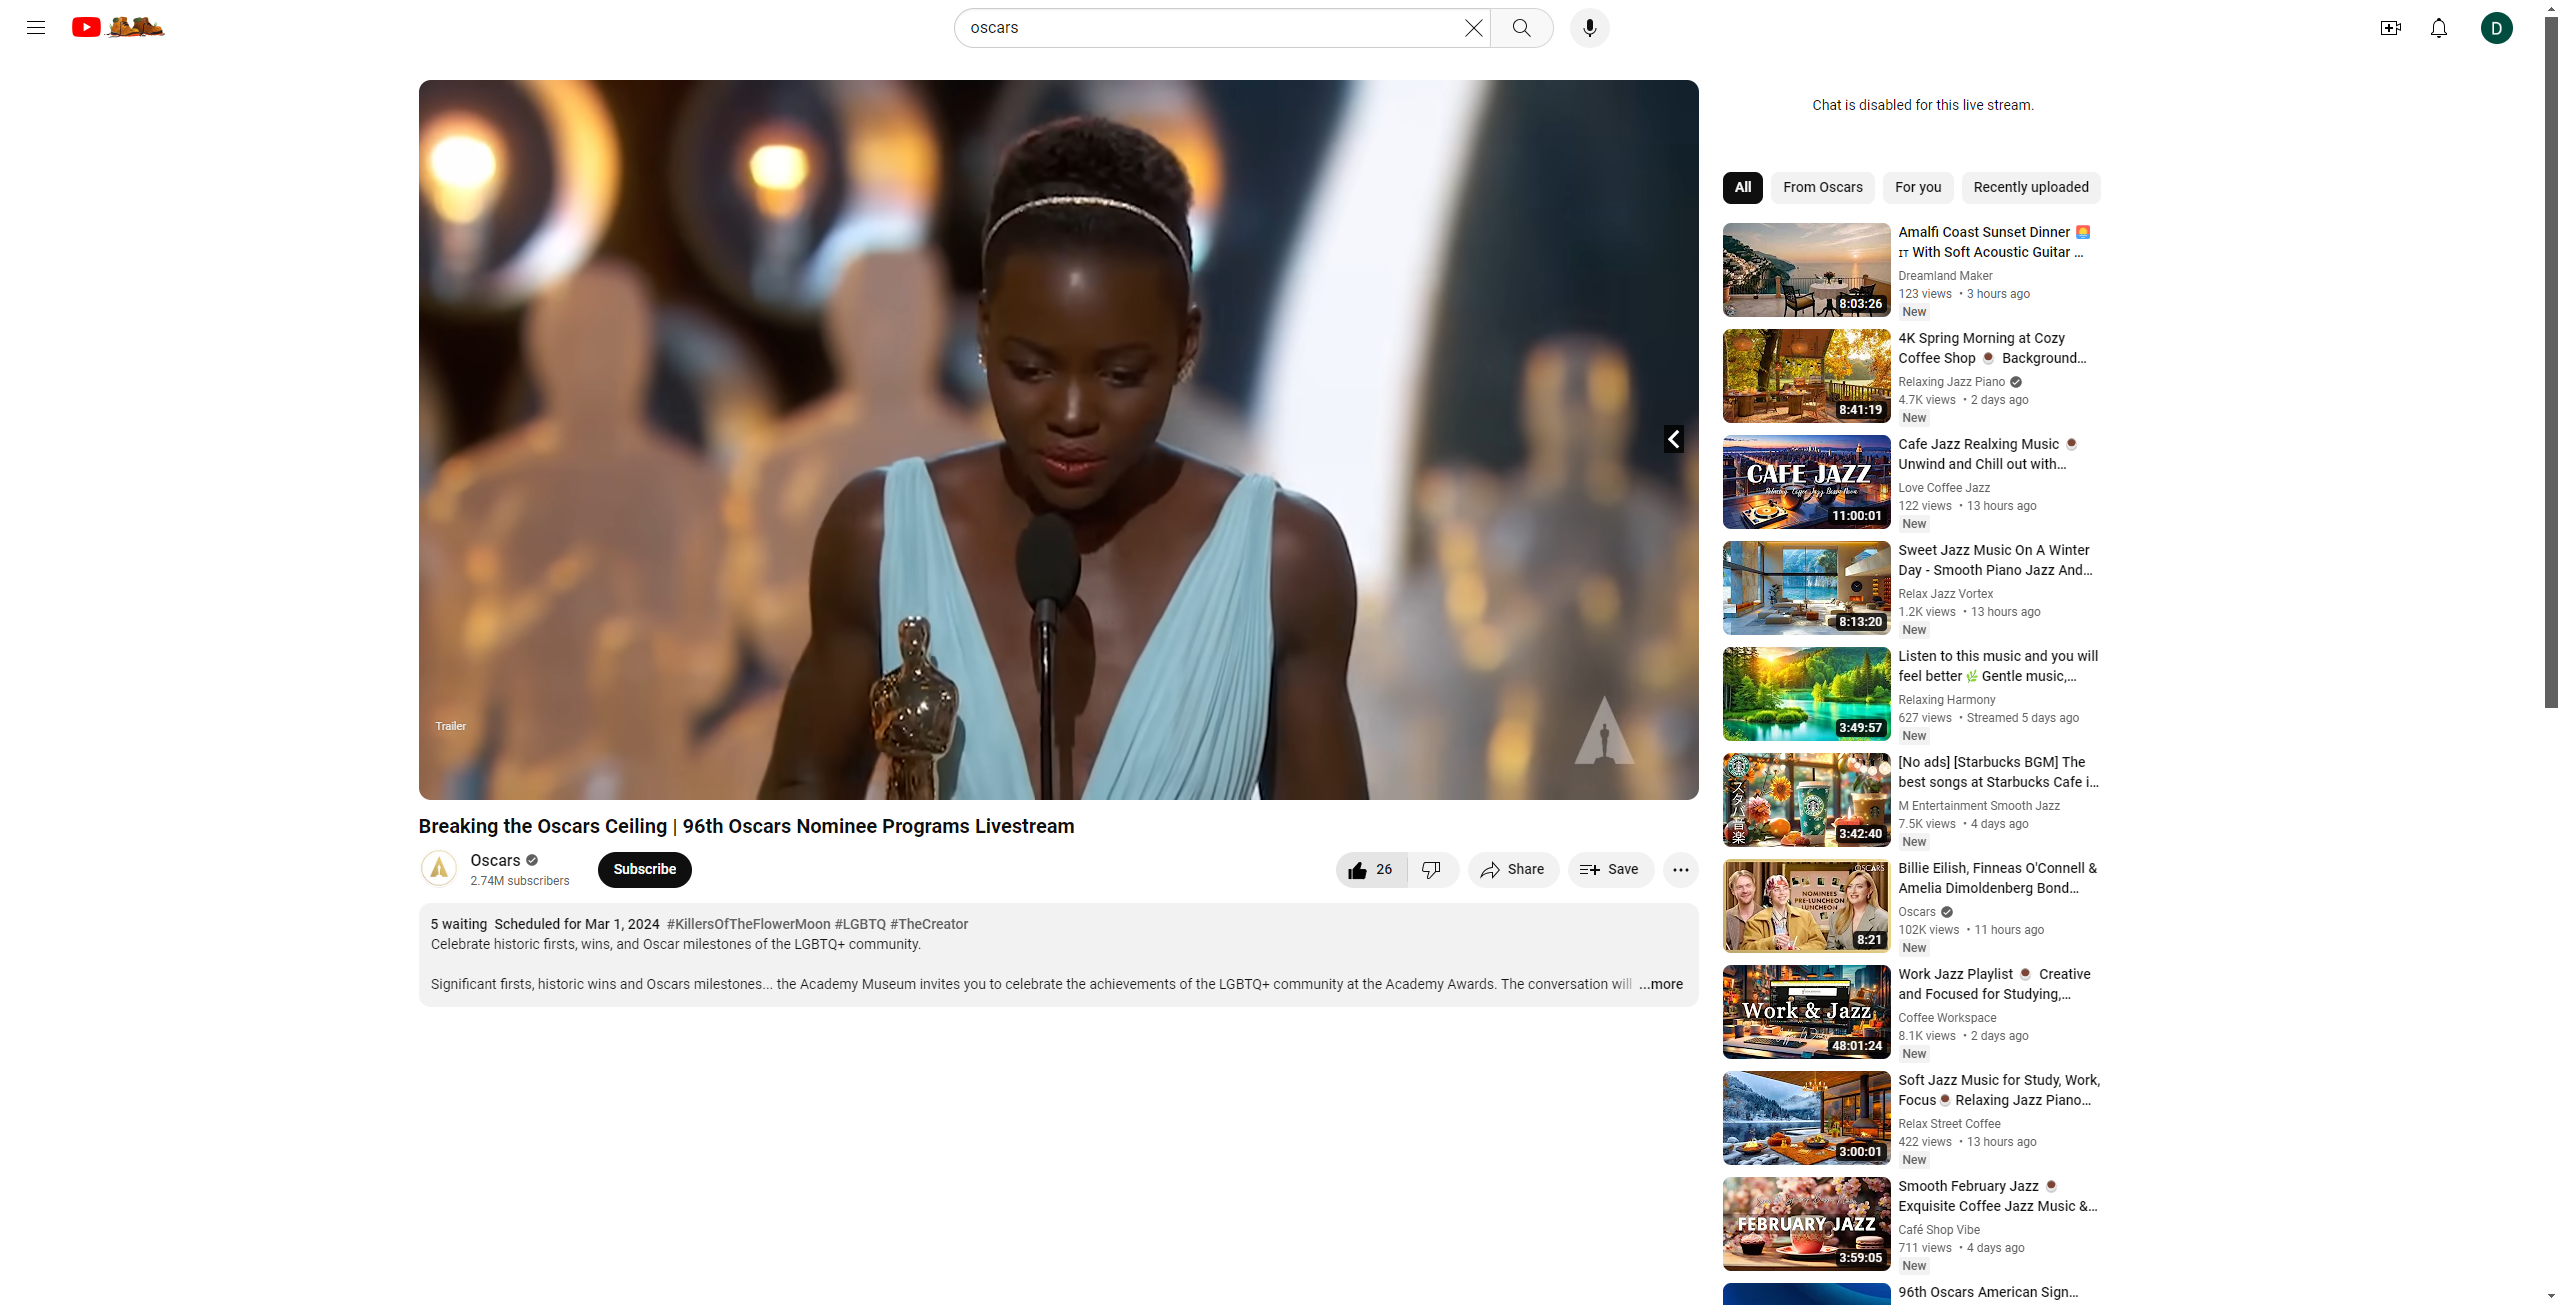 oscars
D
Trailer
Breaking the Oscars Ceiling | 96th Oscars Nominee Programs Livestream
Oscars
2.74M subscribers
Subscribe
26
Share
Save
5 waiting Scheduled for Mar 1, 2024 #KillersOfTheFlowerMoon #LGBTQ #TheCreator
Celebrate historic firsts, wins, and Oscar milestones of the LGBTQ+ community.
Significant firsts, historic wins and Oscars milestones... the Academy Museum invites you to celebrate the achievements of the LGBTQ+ community at the Academy Awards. The conversation will ...more
Chat is disabled for this live stream.
All
From Oscars
For you
Recently uploaded
8:03:26
Amalfi Coast Sunset Dinner 🌅
IT With Soft Acoustic Guitar ...
Dreamland Maker
123 views • 3 hours ago
New
8:41:19
4K Spring Morning at Cozy
Coffee Shop ☕ Background...
Relaxing Jazz Piano
4.7K views • 2 days ago
New
CAFE JAZZ
Relaxing Coffee Jazz Bossa Nova
11:00:01
Cafe Jazz Realxing Music ☕
Unwind and Chill out with...
Love Coffee Jazz
122 views • 13 hours ago
New
8:13:20
Sweet Jazz Music On A Winter
Day - Smooth Piano Jazz And...
Relax Jazz Vortex
1.2K views • 13 hours ago
New
3:49:57
Listen to this music and you will
feel better 🌿 Gentle music,...
Relaxing Harmony
627 views • Streamed 5 days ago
New
スタバ音楽
3:42:40
[No ads] [Starbucks BGM] The
best songs at Starbucks Cafe i...
M Entertainment Smooth Jazz
7.5K views • 4 days ago
New
OSCARS
NOMINEES
PRE-LUNCHEON
LUNCHEON
8:21
Billie Eilish, Finneas O'Connell &
Amelia Dimoldenberg Bond...
Oscars
102K views • 11 hours ago
New
Work & Jazz
48:01:24
Work Jazz Playlist ☕ Creative
and Focused for Studying,...
Coffee Workspace
8.1K views • 2 days ago
New
3:00:01
Soft Jazz Music for Study, Work,
Focus☕ Relaxing Jazz Piano...
Relax Street Coffee
422 views • 13 hours ago
New
FEBRUARY JAZZ
3:59:05
Smooth February Jazz ☕
Exquisite Coffee Jazz Music &...
Café Shop Vibe
711 views • 4 days ago
New
96th Oscars American Sign...